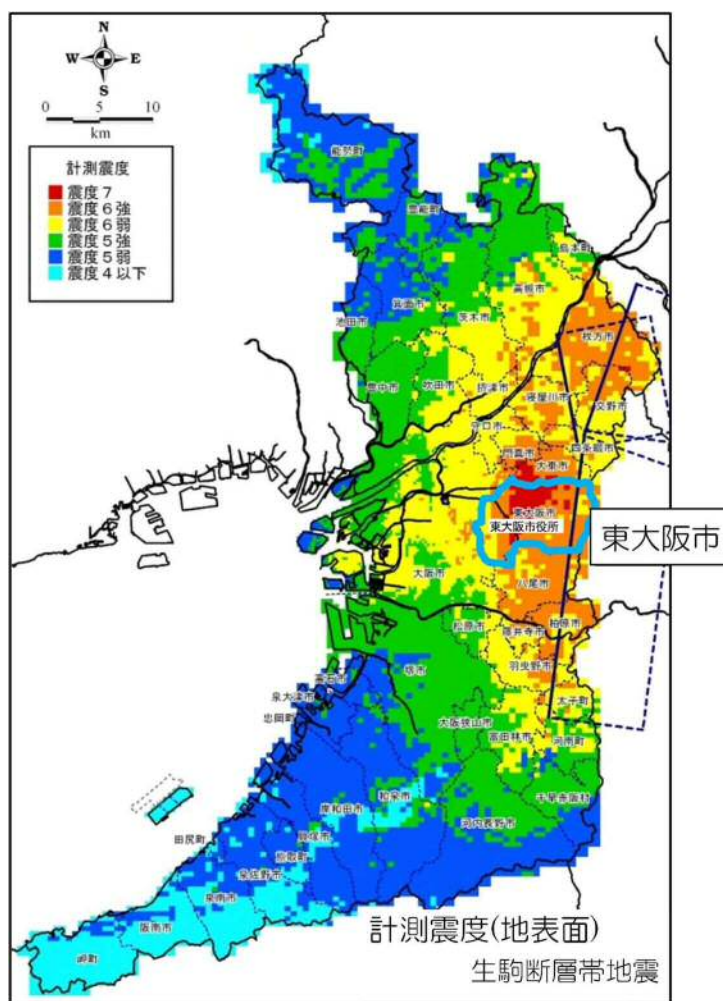 N
W E
S
0 5 10
km
計測震度
震度7
震度6強
震度6弱
震度5強
震度5弱
震度4以下
能勢町
豊能町
島本町
高槻市
箕面市
茨木市
池田市
枚方市
豊中市
吹田市
摂津市
寝屋川市
交野市
守口市
四条畷市
門真市
大東市
東大阪市
東大阪市役所
東大阪市
大阪市
八尾市
松原市
藤井寺市
柏原市
羽曳野市
堺市
高石市
泉大津市
太子町
忠岡町
大阪狭山市
富田林市
河南町
和泉市
岸和田市
千早赤阪村
河内長野市
貝塚市
田尻町
熊取町
泉佐野市
泉南市
阪南市
岬町
計測震度(地表面)
生駒断層帯地震